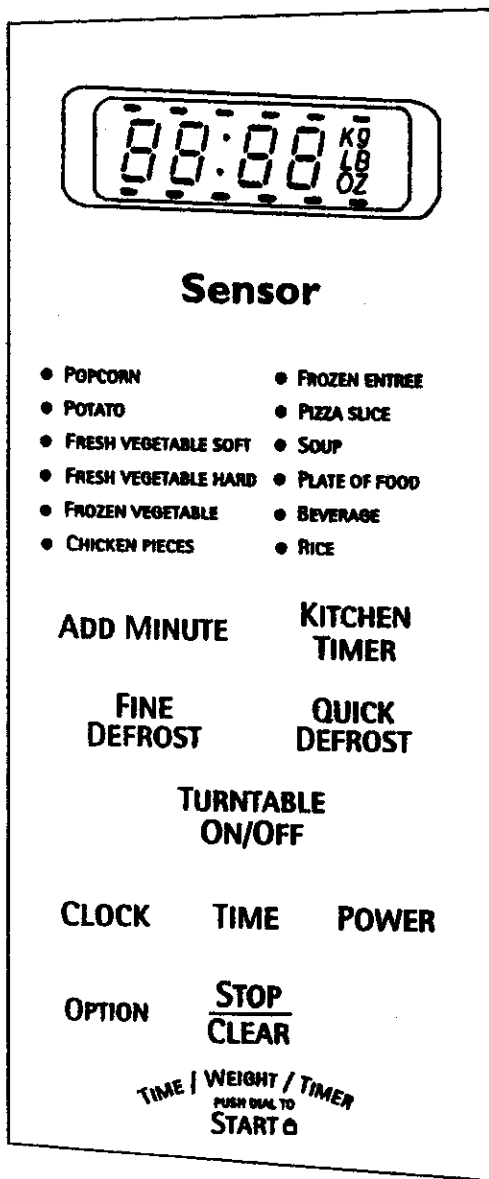 88:88 Kg
LB
OZ
Sensor
• POPCORN
• POTATO
• FRESH VEGETABLE SOFT
• FRESH VEGETABLE HARD
• FROZEN VEGETABLE
• CHICKEN PIECES
• FROZEN ENTREE
• PIZZA SLICE
• SOUP
• PLATE OF FOOD
• BEVERAGE
• RICE
ADD MINUTE
KITCHEN
TIMER
FINE
DEFROST
QUICK
DEFROST
TURNTABLE
ON/OFF
CLOCK
TIME
POWER
OPTION
STOP
CLEAR
TIME / WEIGHT / TIMER
PUSH DIAL TO
START